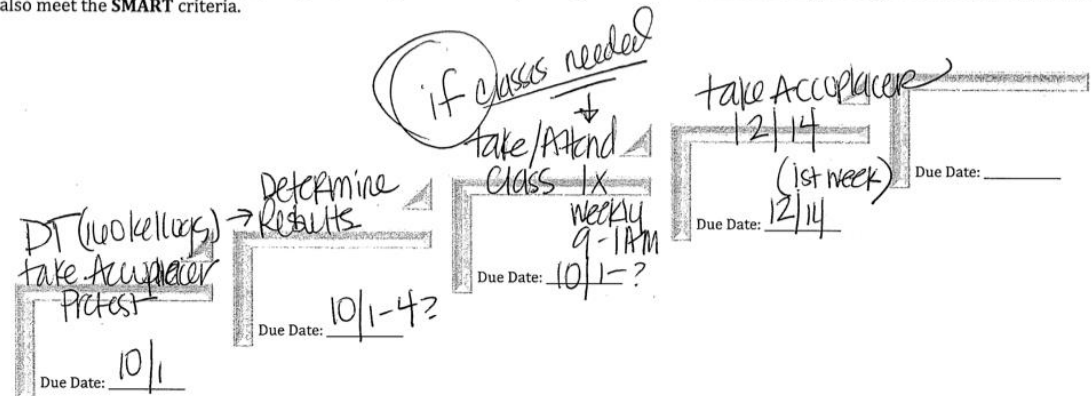 also meet the SMART criteria.
if classes needed
take/Attend
class 1x
weekly
9-1AM
Due Date: 10/1-?
take Accuplacer
12/14
(1st week)
Due Date: 12/14
Due Date:
Determine
Results
Due Date: 10/1-4?
DT (160 kellogg)
take Accuplacer
Pretest
Due Date: 10/1